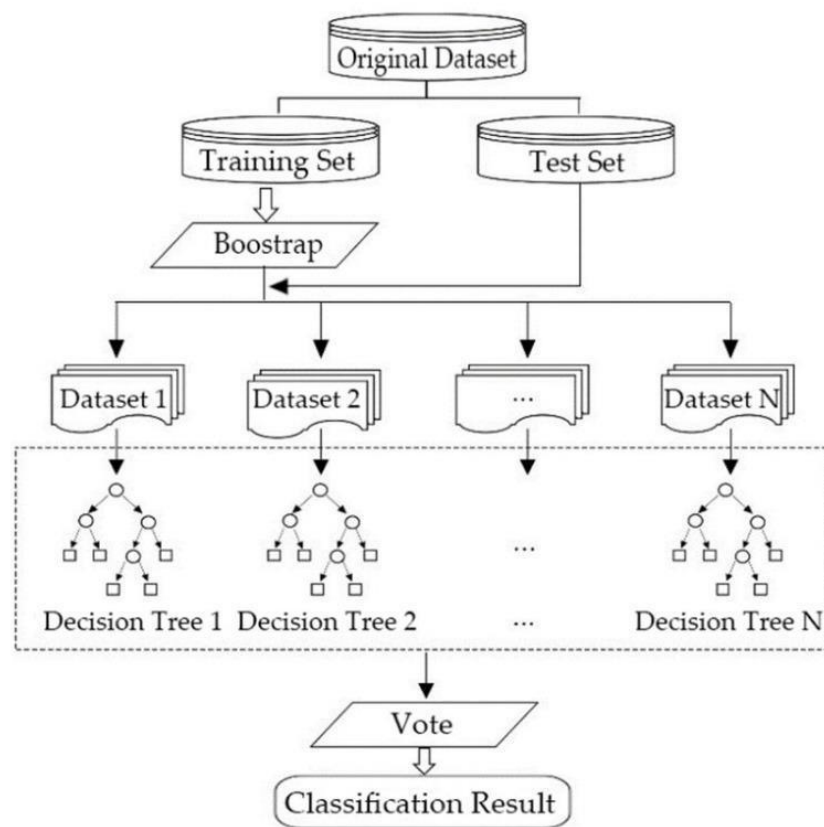 Original Dataset
Training Set
Test Set
Boostrap
Dataset 1
Dataset 2
...
Dataset N
...
Decision Tree 1
Decision Tree 2
...
Decision Tree N
Vote
Classification Result